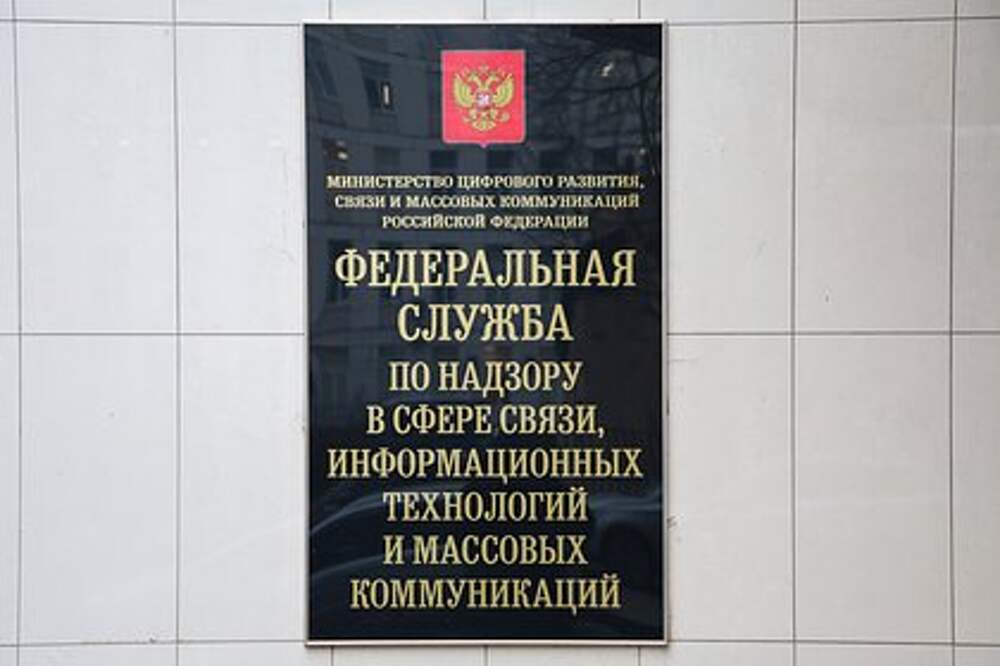 МИНИСТЕРСТВО ЦИФРОВОГО РАЗВИТИЯ,
СВЯЗИ И МАССОВЫХ КОММУНИКАЦИЙ
РОССИЙСКОЙ ФЕДЕРАЦИИ
ФЕДЕРАЛЬНАЯ
СЛУЖБА
ПО НАДЗОРУ
В СФЕРЕ СВЯЗИ,
ИНФОРМАЦИОННЫХ
ТЕХНОЛОГИЙ
И МАССОВЫХ
КОММУНИКАЦИЙ